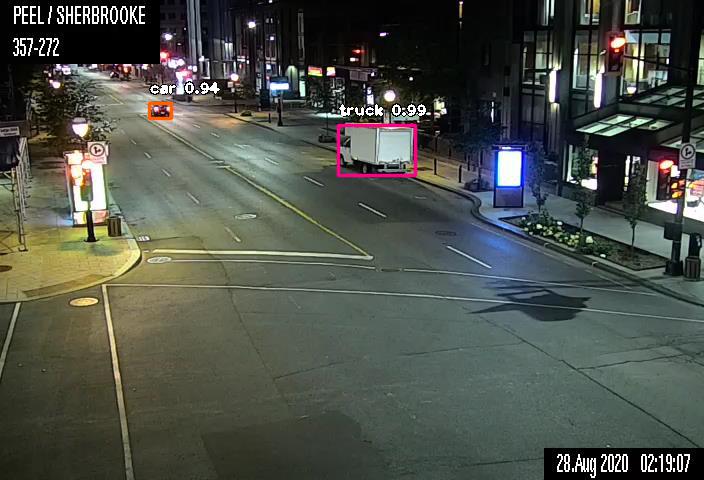 PEEL / SHERBROOKE
357-272
car 0.94
truck 0.99
28.Aug 2020 02:19:07